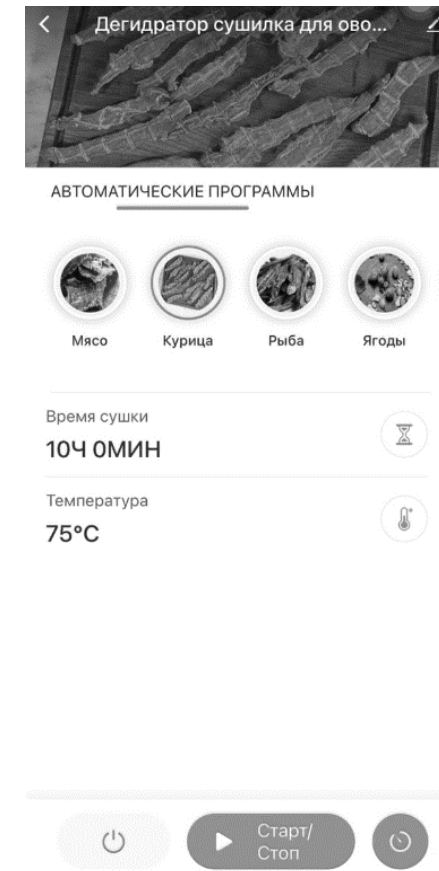 Дегидратор сушилка для ово...
АВТОМАТИЧЕСКИЕ ПРОГРАММЫ
Мясо Курица Рыба Ягоды
Время сушки
10Ч 0МИН
Температура
75°C
Старт/
Стоп